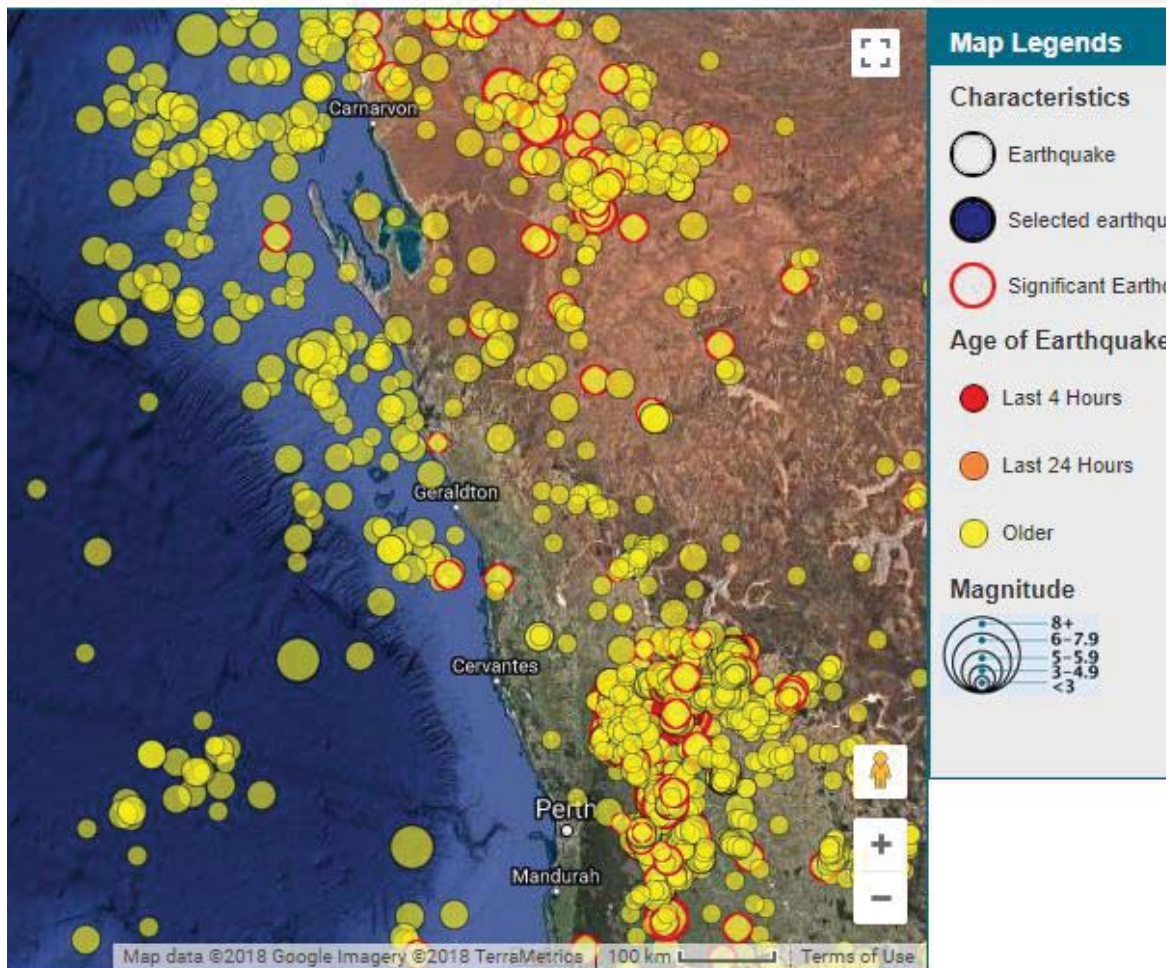 Carnarvon
Geraldton
Cervantes
Perth
Mandurah
Map data ©2018 Google Imagery ©2018 TerraMetrics
100 km
Terms of Use
Map Legends
Characteristics
Earthquake
Selected earthqu
Significant Earthq
Age of Earthquake
Last 4 Hours
Last 24 Hours
Older
Magnitude
8+
6-7.9
5-5.9
3-4.9
<3